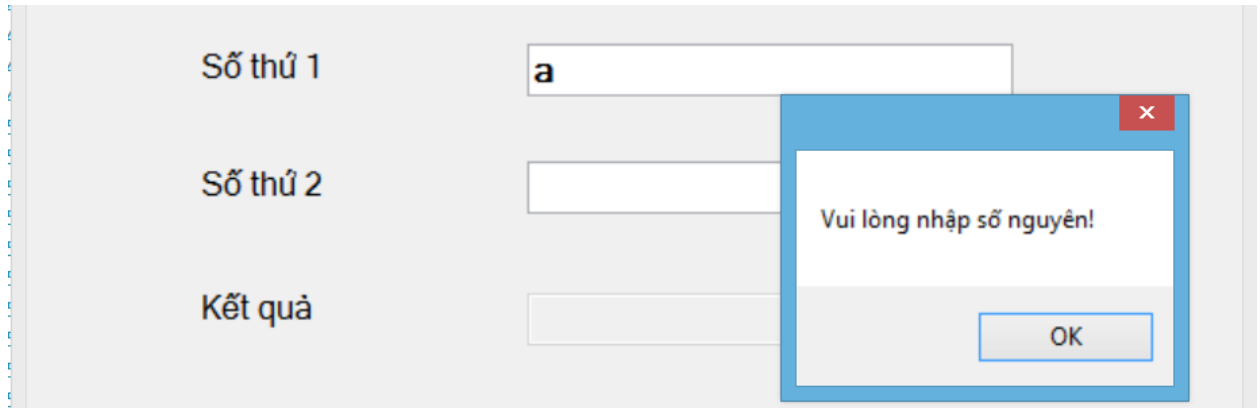 Số thứ 1
a
Số thứ 2
Vui lòng nhập số nguyên!
Kết quả
OK